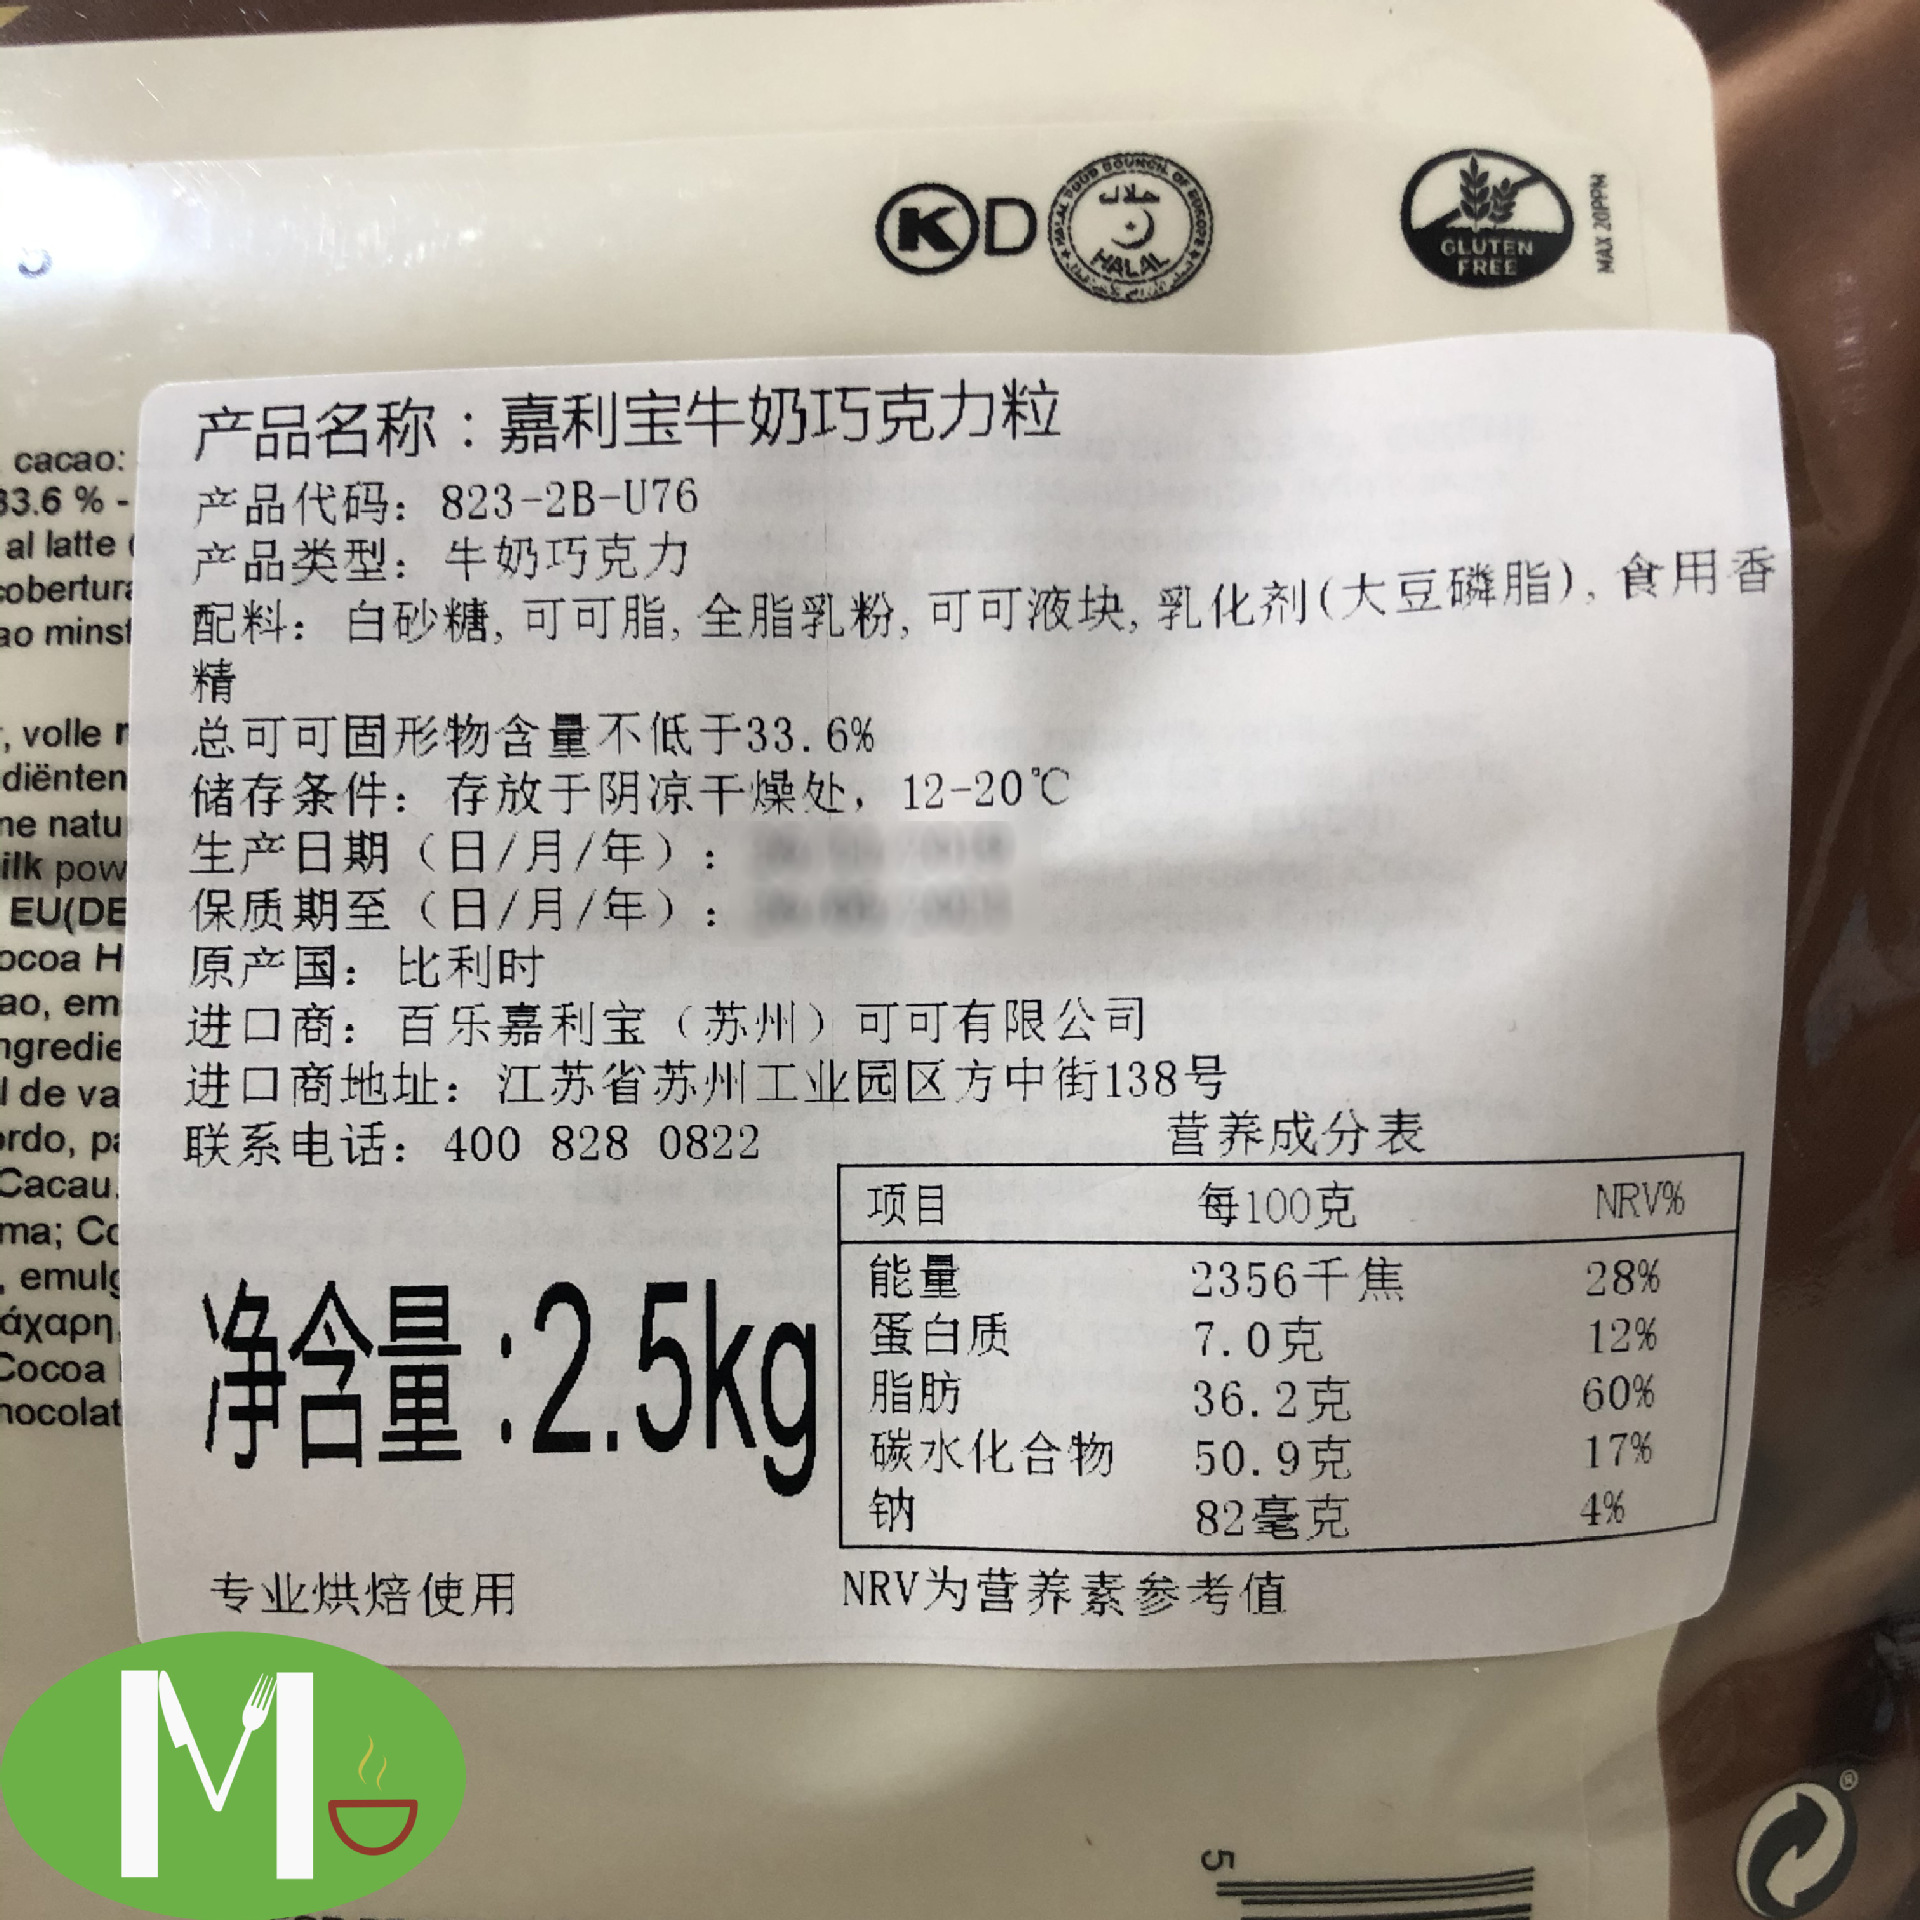 K D
HALAL FOOD COUNCIL OF EUROPE
حلال
HALAL
GLUTEN
FREE
MAX 20PPM
cacao:
33.6 % -
al latte
cobertura
ao minst
, volle
diënten
ne natu
ilk pow
EU(DE
ocoa H
ao, em
ngredie
l de va
ordo, pa
Cacau.
ma; Co
, emulg
άχαρη
Cocoa
hocolat
产品名称：嘉利宝牛奶巧克力粒
产品代码：823-2B-U76
产品类型：牛奶巧克力
配料：白砂糖,可可脂,全脂乳粉,可可液块,乳化剂(大豆磷脂),食用香
精
总可可固形物含量不低于33.6%
储存条件：存放于阴凉干燥处，12-20℃
生产日期（日/月/年）：
保质期至（日/月/年）：
原产国：比利时
进口商：百乐嘉利宝（苏州）可可有限公司
进口商地址：江苏省苏州工业园区方中街138号
联系电话：400 828 0822
净含量:2.5kg
营养成分表
项目 每100克 NRV%
能量 2356千焦 28%
蛋白质 7.0克 12%
脂肪 36.2克 60%
碳水化合物 50.9克 17%
钠 82毫克 4%
专业烘焙使用
NRV为营养素参考值
M
5
®